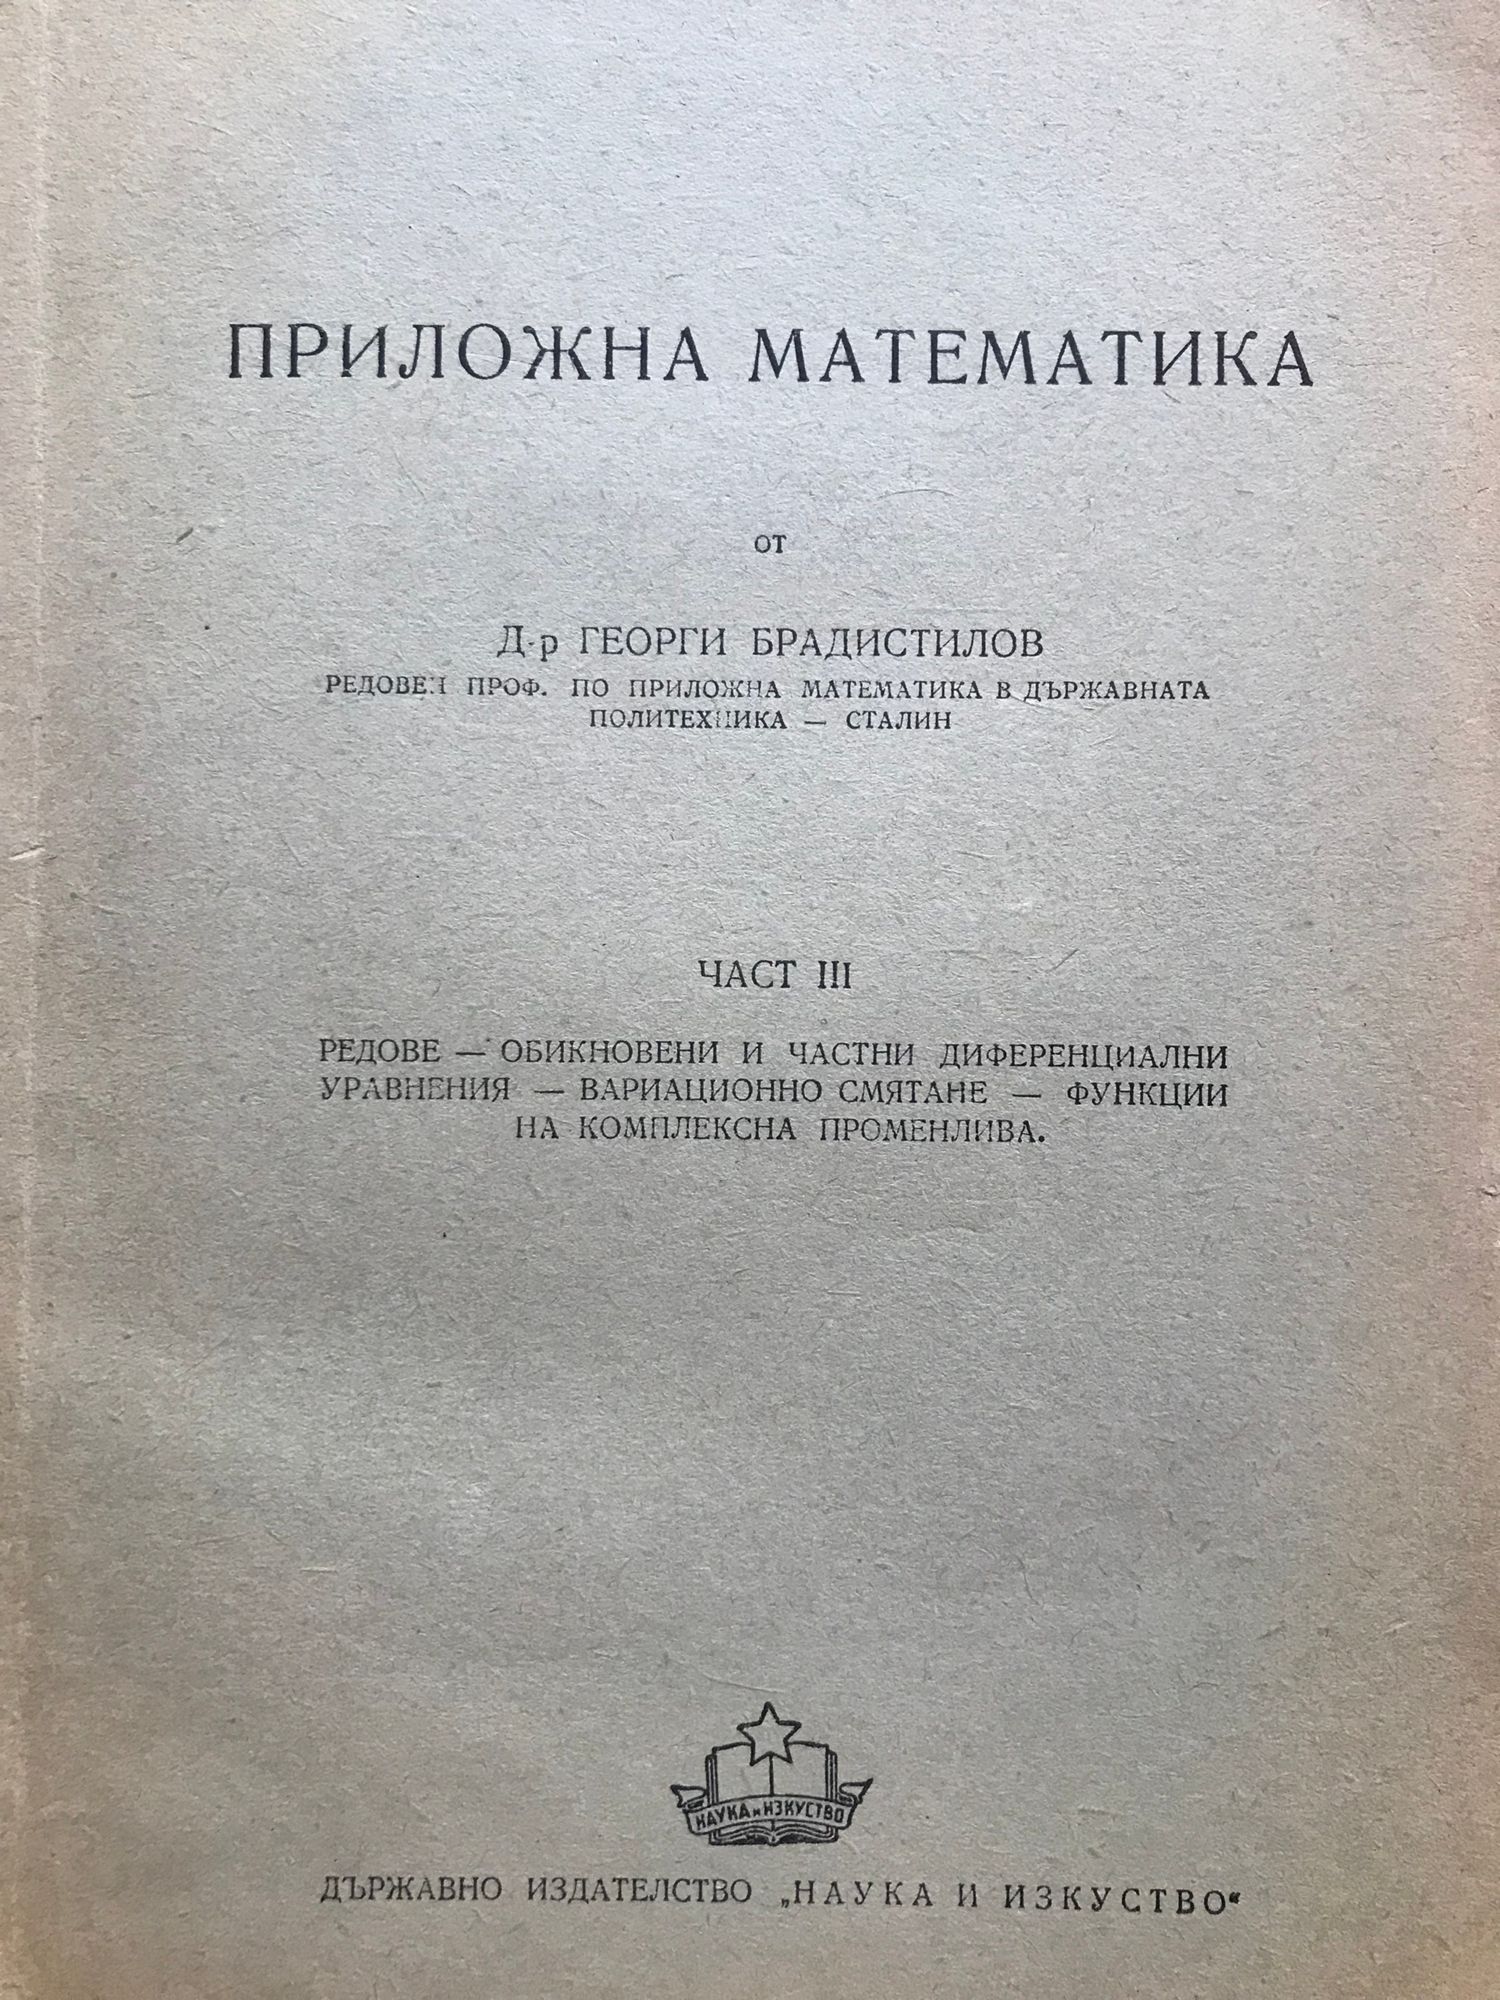 ПРИЛОЖНА МАТЕМАТИКА
от
Д-р ГЕОРГИ БРАДИСТИЛОВ
РЕДОВЕН ПРОФ. ПО ПРИЛОЖНА МАТЕМАТИКА В ДЪРЖАВНАТА
ПОЛИТЕХНИКА — СТАЛИН
ЧАСТ III
РЕДОВЕ — ОБИКНОВЕНИ И ЧАСТНИ ДИФЕРЕНЦИАЛНИ
УРАВНЕНИЯ — ВАРИАЦИОННО СМЯТАНЕ — ФУНКЦИИ
НА КОМПЛЕКСНА ПРОМЕНЛИВА.
НАУКА И ИЗКУСТВО
ДЪРЖАВНО ИЗДАТЕЛСТВО „НАУКА И ИЗКУСТВО“